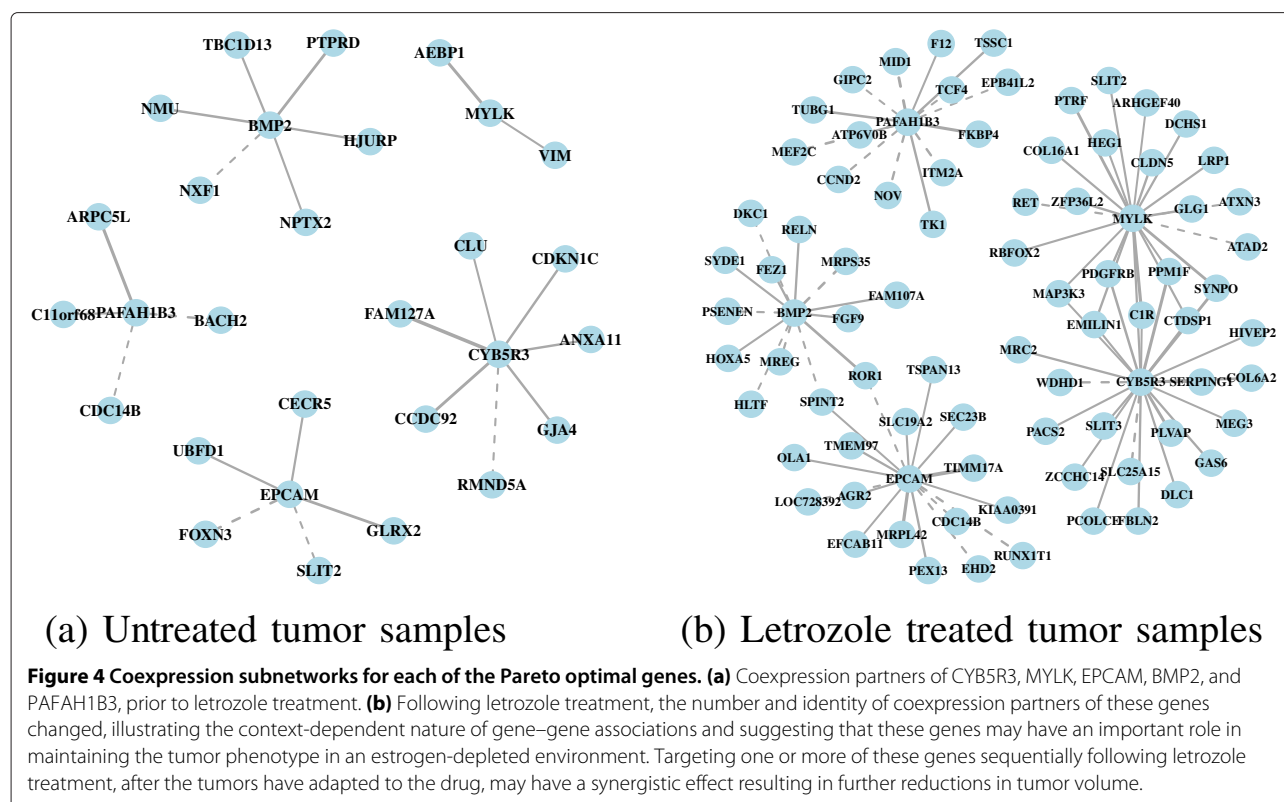 TBC1D13
PTPRD
AEBP1
NMU
BMP2
MYLK
HJURP
VIM
NXF1
ARPC5L
NPTX2
CLU
CDKN1C
C11orf68
PAFAH1B3
BACH2
FAM127A
ANXA11
CYB5R3
CDC14B
CECR5
CCDC92
GJA4
UBFD1
RMND5A
EPCAM
FOXN3
GLRX2
SLIT2
(a) Untreated tumor samples
F12
TSSC1
MID1
GIPC2
EPB41L2
TCF4
TUBG1
PAFAH1B3
ATP6V0B
FKBP4
MEF2C
CCND2
ITM2A
NOV
TK1
SLIT2
PTRF
ARHGEF40
DCHS1
HEG1
COL16A1
CLDN5
LRP1
RET
ZFP36L2
GLG1
ATXN3
MYLK
RBFOX2
ATAD2
PDGFRB
PPM1F
MAP3K3
SYNPO
C1R
EMILIN1
CTDSP1
HIVEP2
MRC2
WDHD1
CYB5R3
SERPING1
COL6A2
PACS2
SLIT3
PLVAP
MEG3
ZCCHC14
SLC25A15
GAS6
DLC1
PCOLCE
FBLN2
DKC1
RELN
SYDE1
FEZ1
MRPS35
FAM107A
PSENEN
BMP2
FGF9
HOXA5
MREG
ROR1
TSPAN13
HLTF
SPINT2
SLC19A2
SEC23B
TMEM97
OLA1
TIMM17A
EPCAM
LOC728392
AGR2
KIAA0391
CDC14B
EFCAB11
MRPL42
RUNX1T1
PEX13
EHD2
(b) Letrozole treated tumor samples
Figure 4 Coexpression subnetworks for each of the Pareto optimal genes. (a) Coexpression partners of CYB5R3, MYLK, EPCAM, BMP2, and
PAFAH1B3, prior to letrozole treatment. (b) Following letrozole treatment, the number and identity of coexpression partners of these genes
changed, illustrating the context-dependent nature of gene–gene associations and suggesting that these genes may have an important role in
maintaining the tumor phenotype in an estrogen-depleted environment. Targeting one or more of these genes sequentially following letrozole
treatment, after the tumors have adapted to the drug, may have a synergistic effect resulting in further reductions in tumor volume.